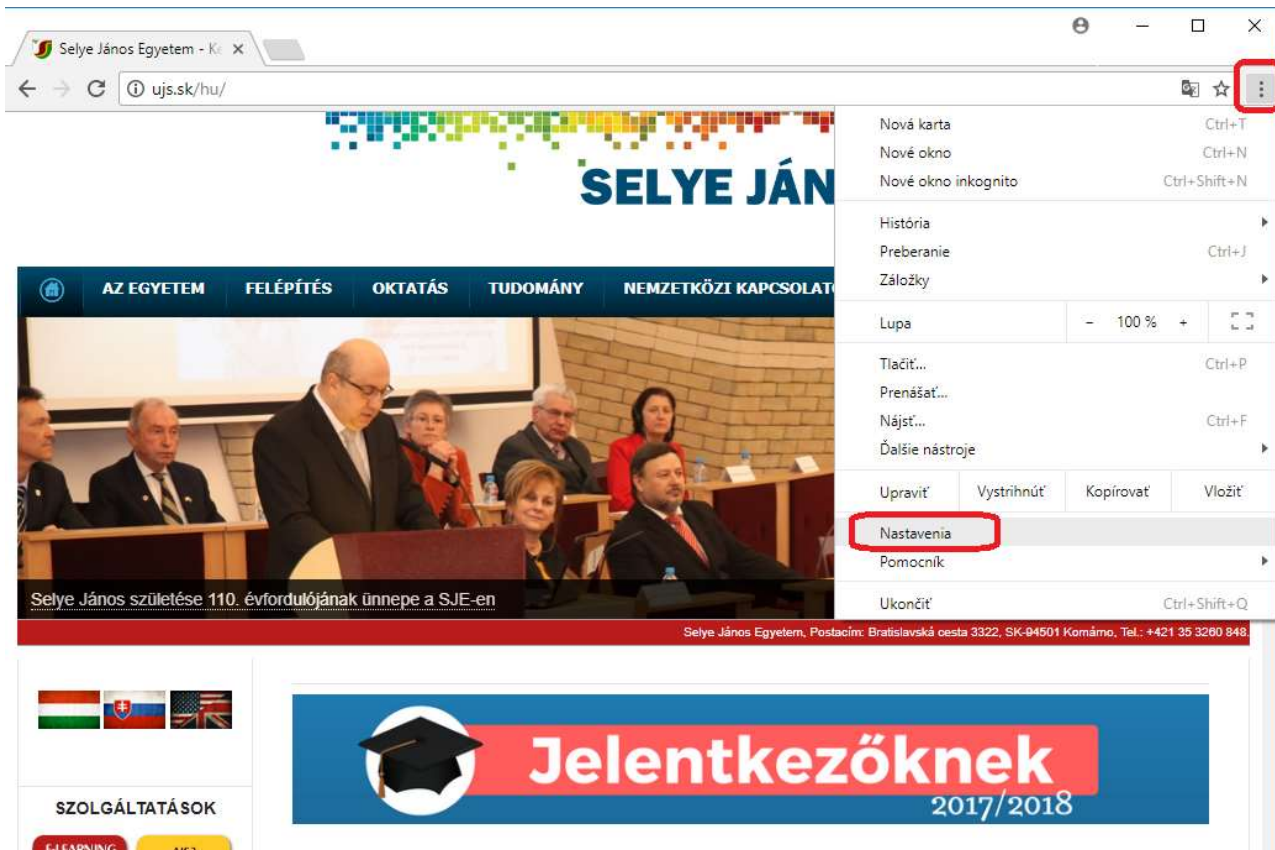 Selye János Egyetem - Ke
ujs.sk/hu/
SELYE JÁN
AZ EGYETEM FELÉPÍTÉS OKTATÁS TUDOMÁNY NEMZETKÖZI KAPCSOLATO
Nová karta Ctrl+T
Nové okno Ctrl+N
Nové okno inkognito Ctrl+Shift+N
História
Preberanie Ctrl+J
Záložky
Lupa - 100 % +
Tlačiť... Ctrl+P
Prenášať...
Nájsť... Ctrl+F
Ďalšie nástroje
Upraviť Vystrihnúť Kopírovať Vložiť
Nastavenia
Pomocník
Ukončiť Ctrl+Shift+Q
Selye János születése 110. évfordulójának ünnepe a SJE-en
Selye János Egyetem, Postacím: Bratislavská cesta 3322, SK-94501 Komárno, Tel.: +421 35 3260 848.
Jelentkezőknek
2017/2018
SZOLGÁLTATÁSOK
E-LEARNING